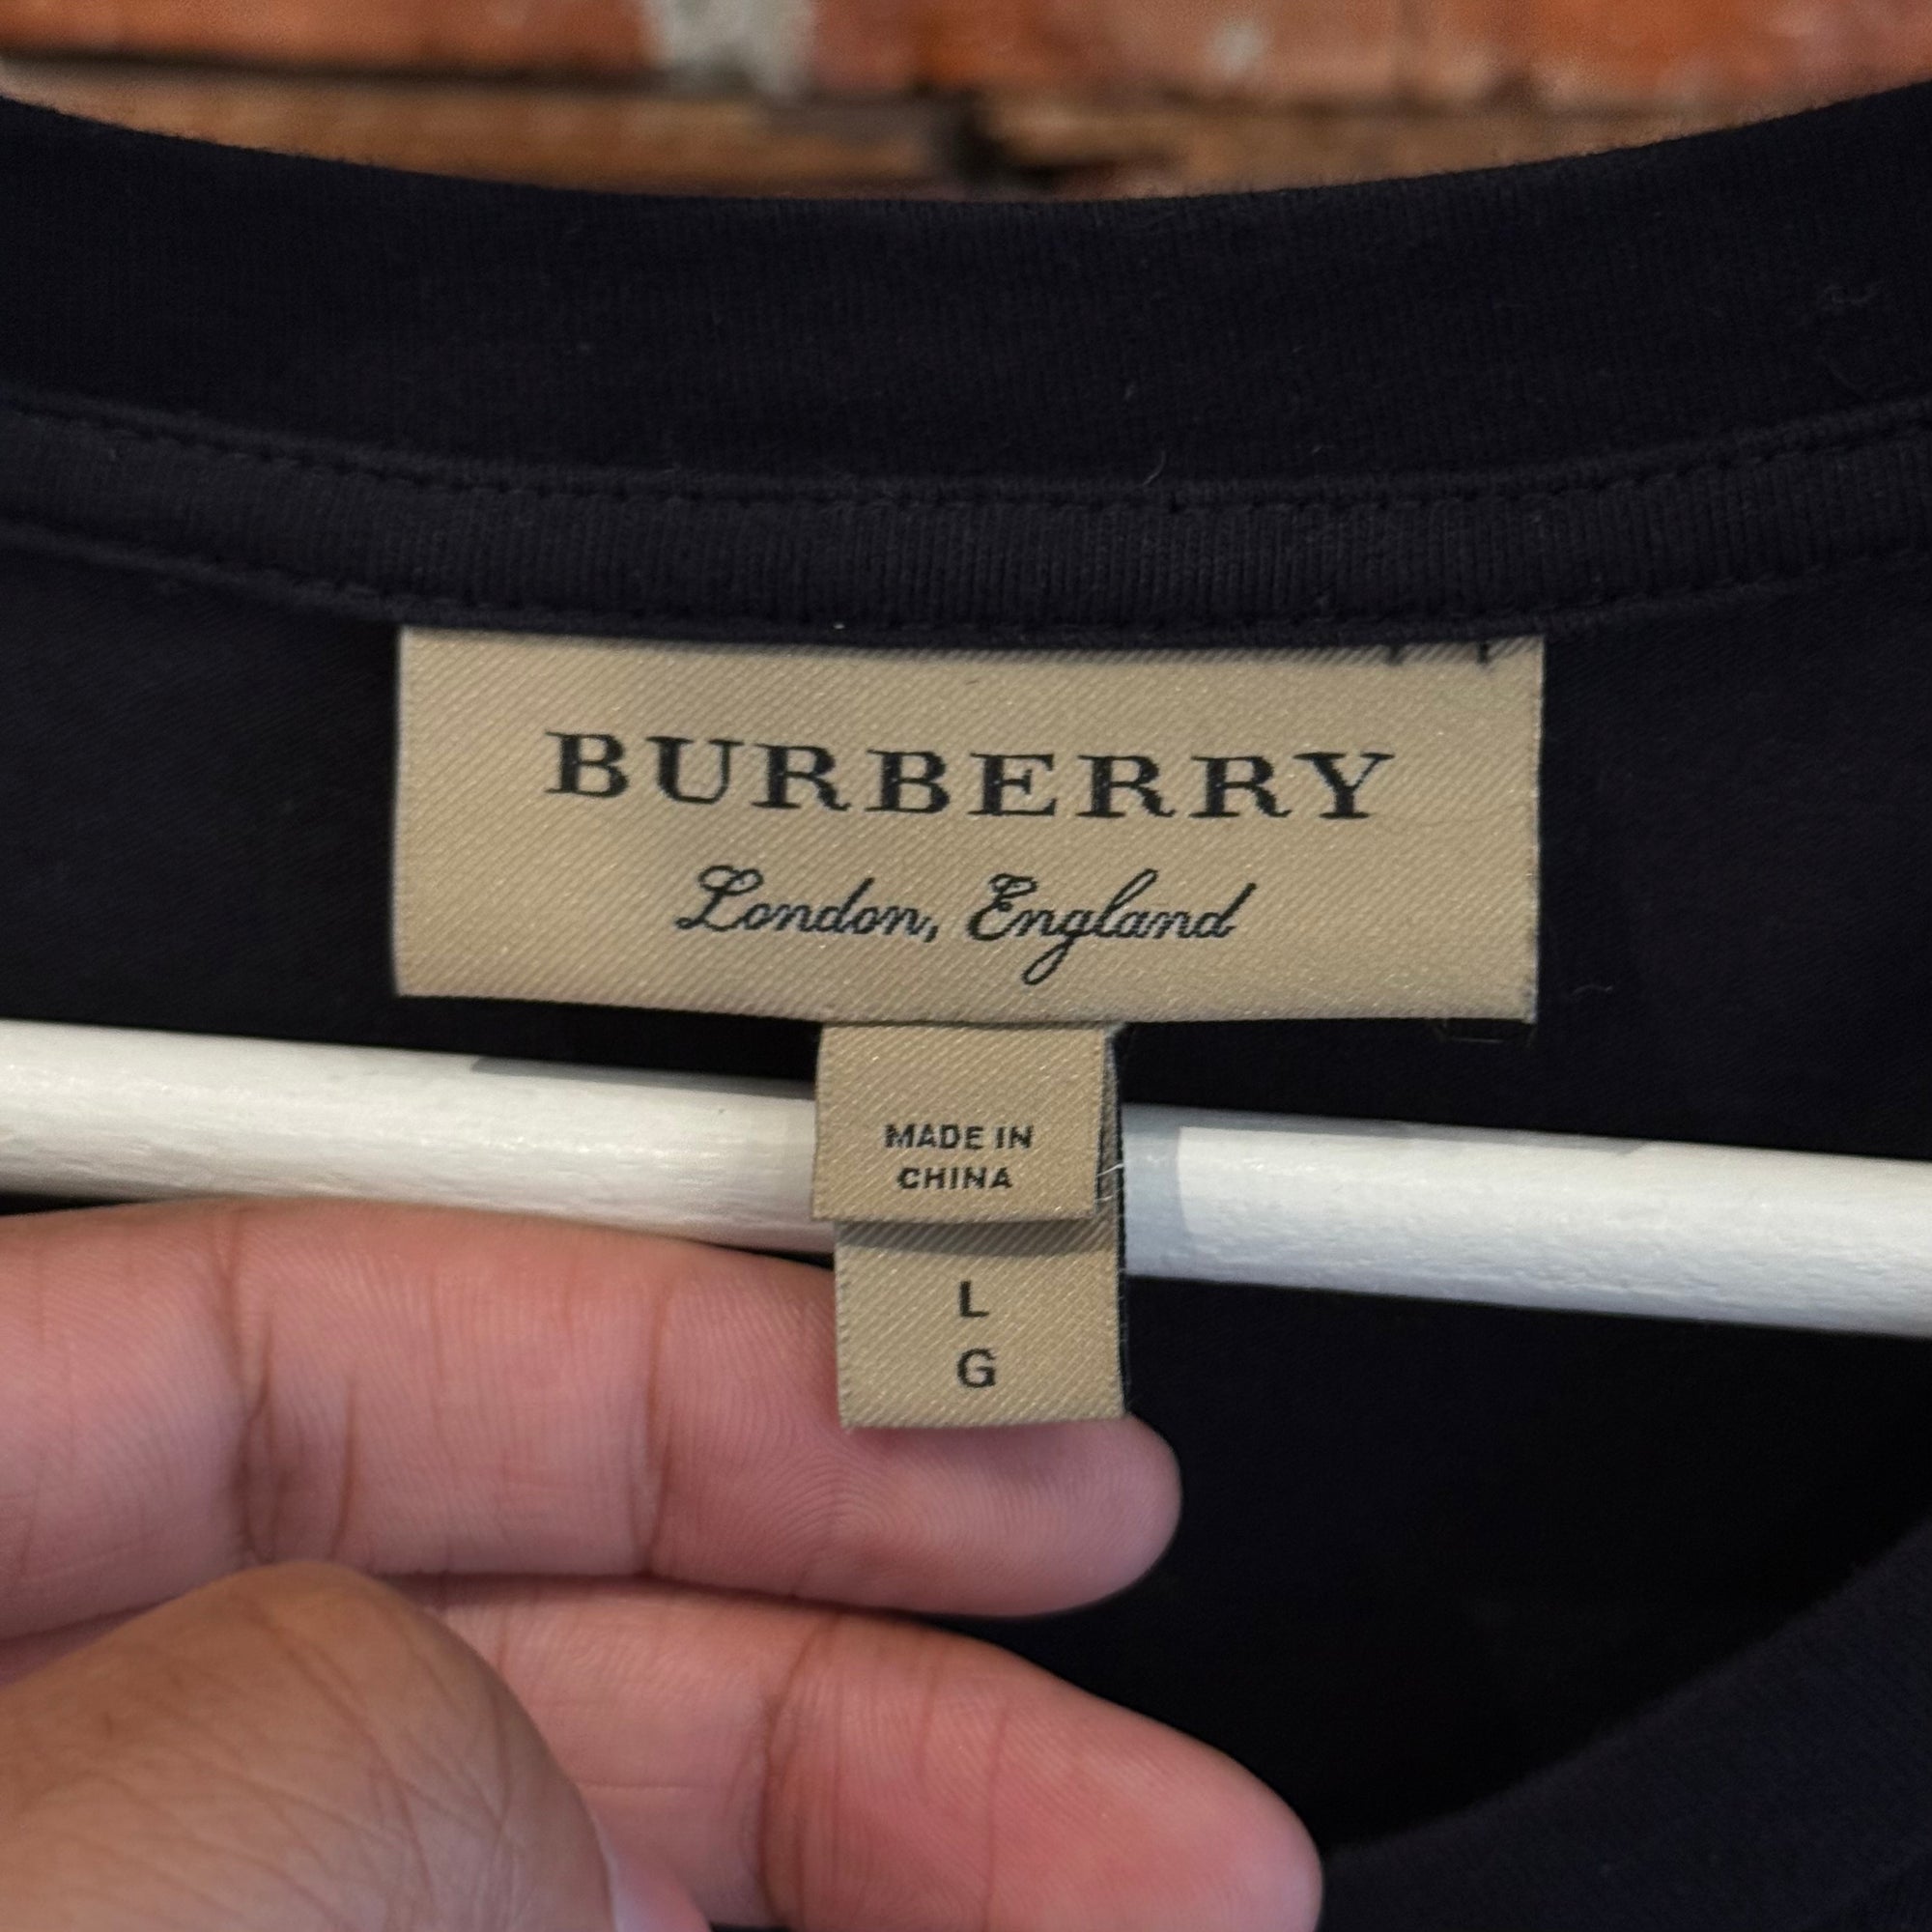 BURBERRY
London, England
MADE IN
CHINA
L
G